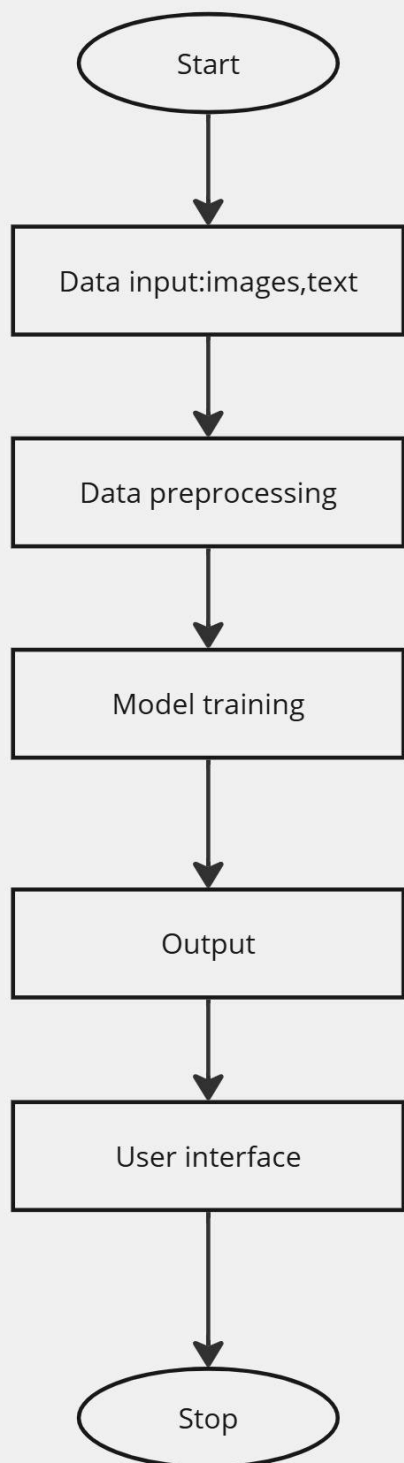 Start
Data input:images,text
Data preprocessing
Model training
Output
User interface
Stop